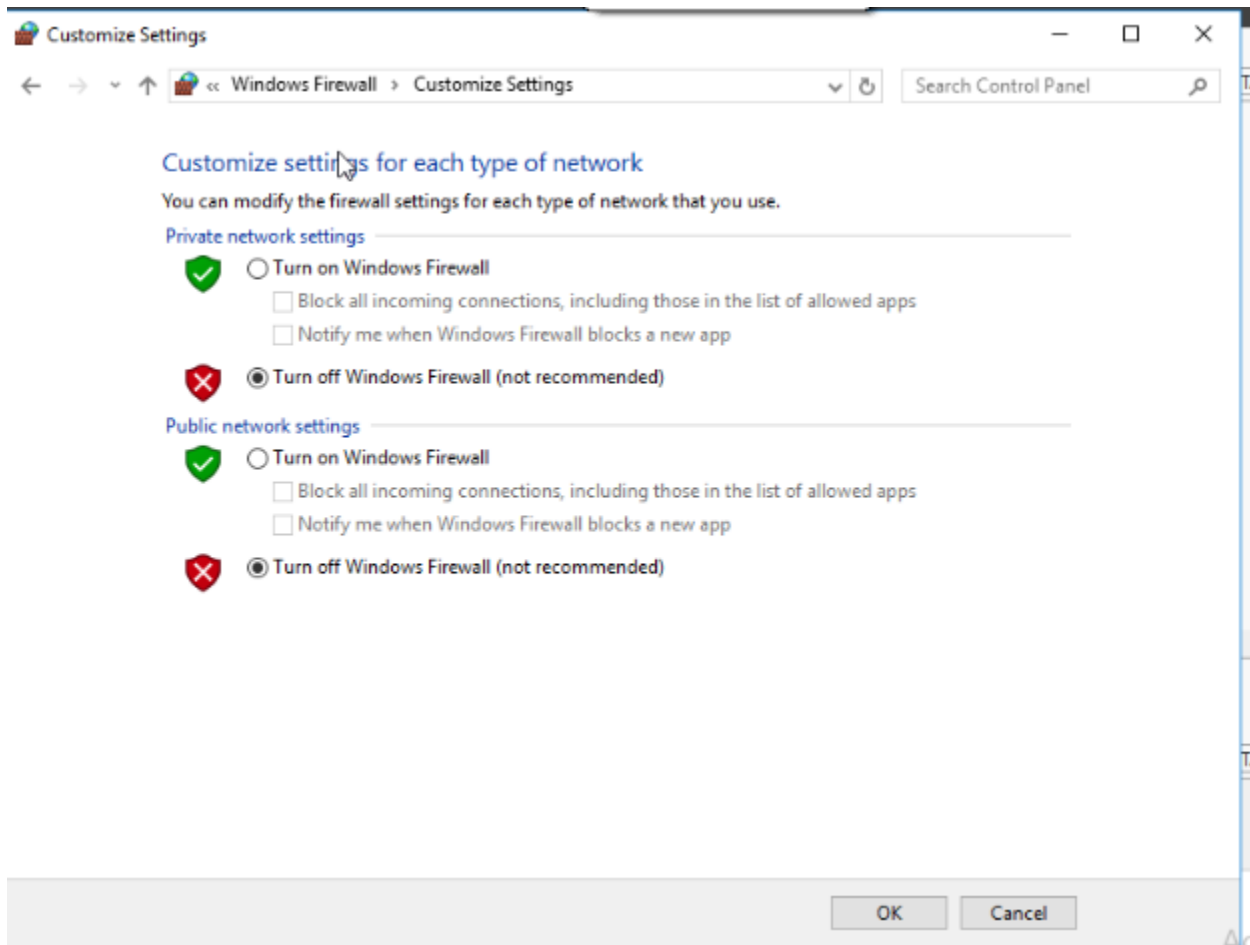 Customize Settings
« Windows Firewall › Customize Settings
Search Control Panel
Customize settings for each type of network
You can modify the firewall settings for each type of network that you use.
Private network settings
Turn on Windows Firewall
Block all incoming connections, including those in the list of allowed apps
Notify me when Windows Firewall blocks a new app
Turn off Windows Firewall (not recommended)
Public network settings
Turn on Windows Firewall
Block all incoming connections, including those in the list of allowed apps
Notify me when Windows Firewall blocks a new app
Turn off Windows Firewall (not recommended)
OK Cancel